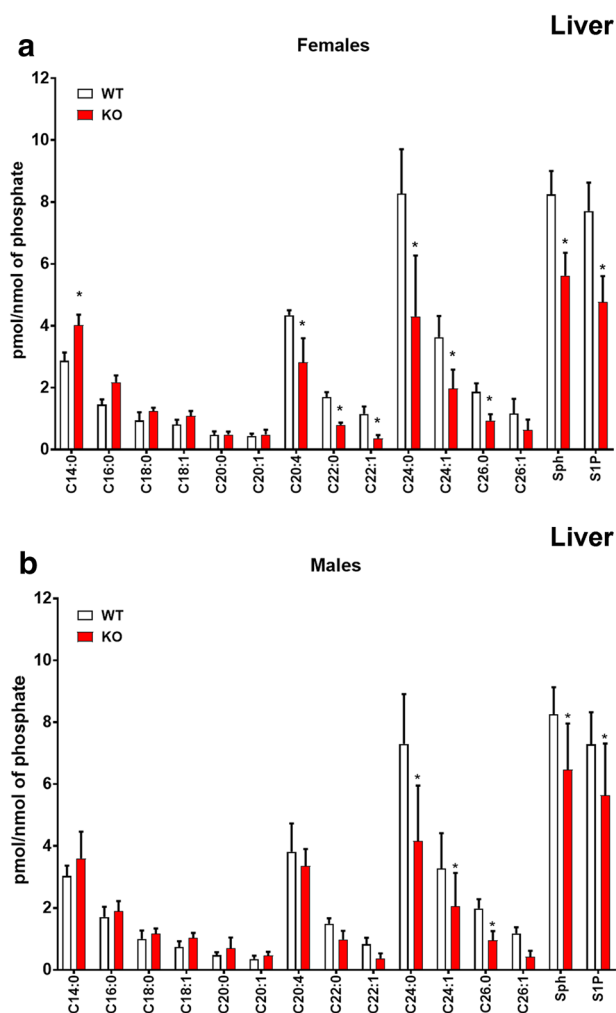 Liver
a
Females
12
10
8
6
4
2
0
pmol/nmol of phosphate
WT
KO
*
*
*
*
*
*
*
*
*
C14:0
C16:0
C18:0
C18:1
C20:0
C20:1
C20:4
C22:0
C22:1
C24:0
C24:1
C26.0
C26:1
Sph
S1P
Liver
b
Males
12
10
8
6
4
2
0
pmol/nmol of phosphate
WT
KO
*
*
*
*
*
C14:0
C16:0
C18:0
C18:1
C20:0
C20:1
C20:4
C22:0
C22:1
C24:0
C24:1
C26.0
C26:1
Sph
S1P